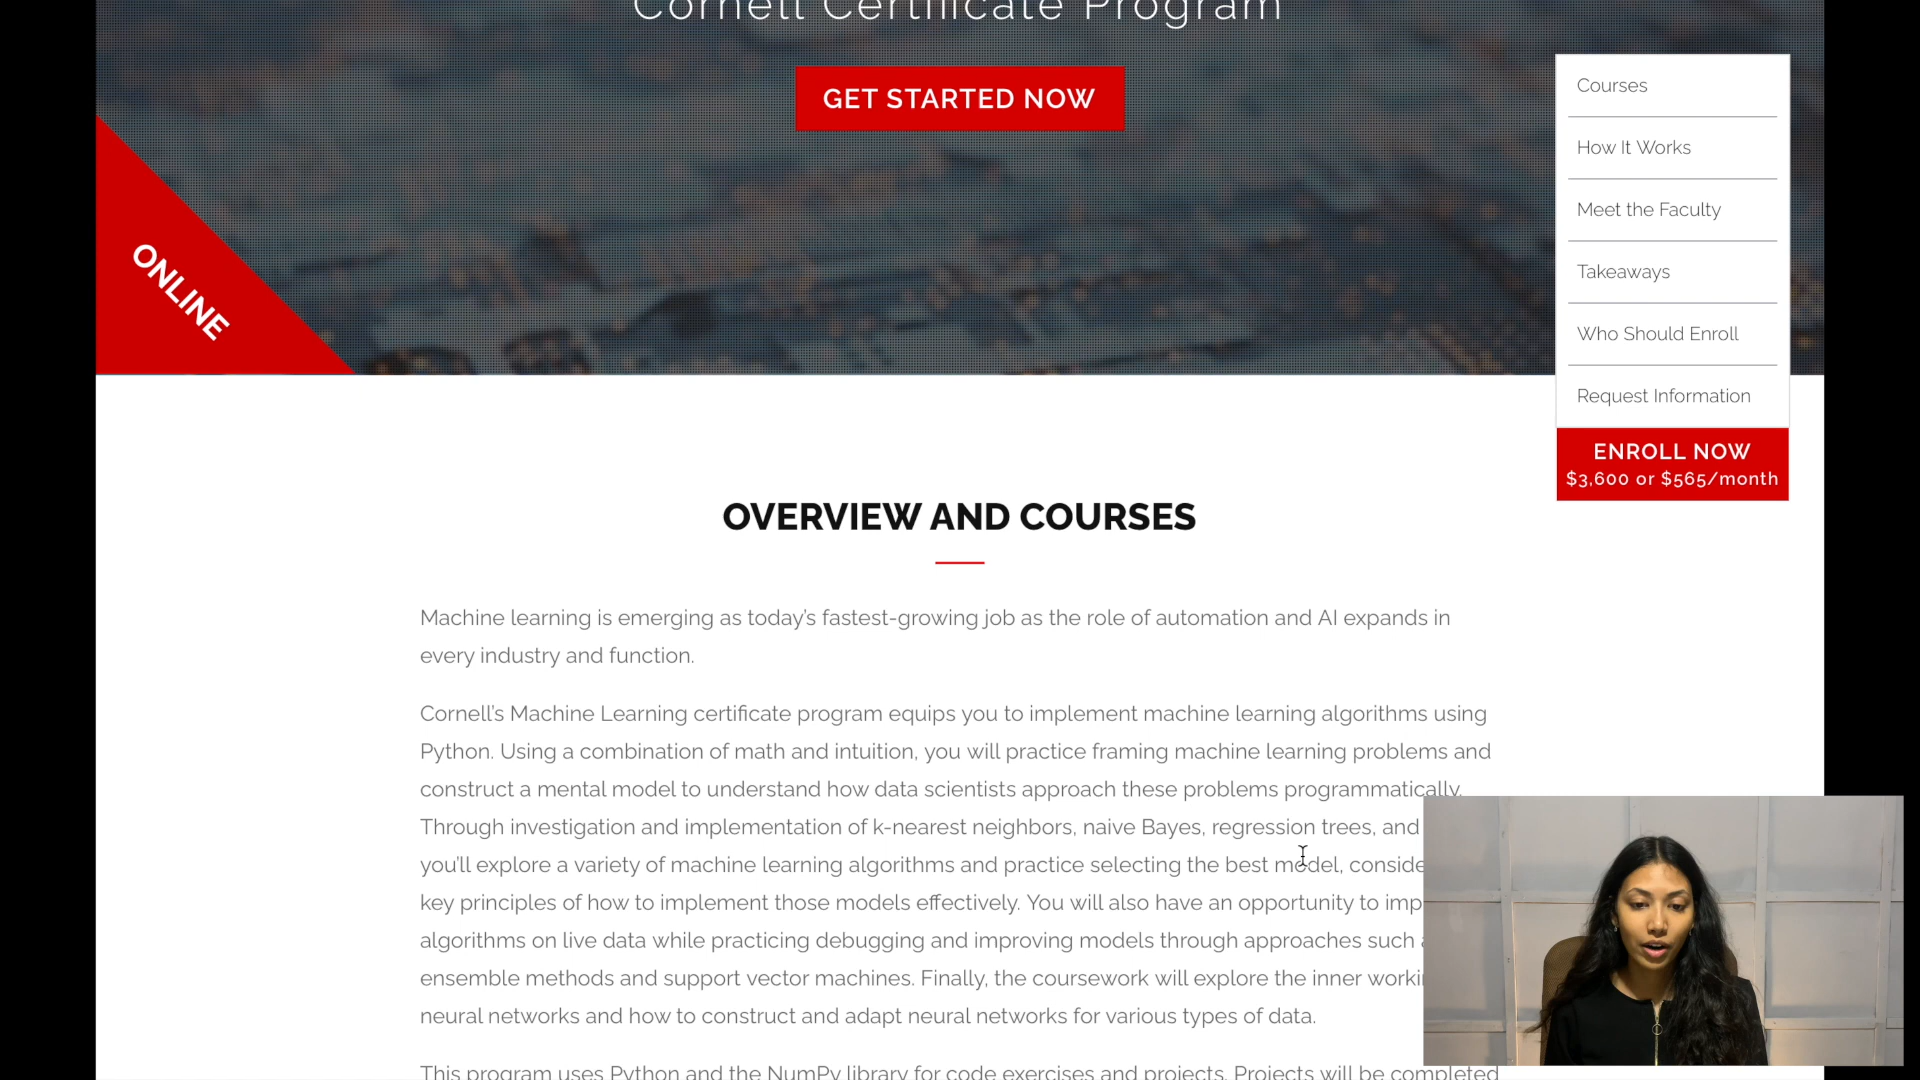 Cornell Certificate Program
GET STARTED NOW
Courses
How It Works
Meet the Faculty
Takeaways
Who Should Enroll
Request Information
ENROLL NOW
$3,600 or $565/month
ONLINE
OVERVIEW AND COURSES
Machine learning is emerging as today's fastest-growing job as the role of automation and AI expands in
every industry and function.
Cornell's Machine Learning certificate program equips you to implement machine learning algorithms using
Python. Using a combination of math and intuition, you will practice framing machine learning problems and
construct a mental model to understand how data scientists approach these problems programmatically.
Through investigation and implementation of k-nearest neighbors, naive Bayes, regression trees, and
you'll explore a variety of machine learning algorithms and practice selecting the best model,
key principles of how to implement those models effectively. You will also have an opportunity to
algorithms on live data while practicing debugging and improving models through approaches such
ensemble methods and support vector machines. Finally, the coursework will explore the inner
neural networks and how to construct and adapt neural networks for various types of data.
This program uses Python and the NumPy library for code exercises and projects. Projects will be completed